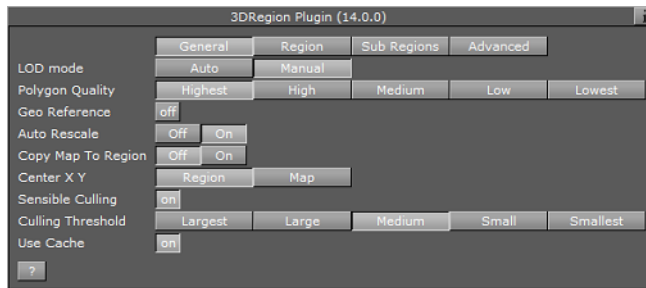 3DRegion Plugin (14.0.0)
General Region Sub Regions Advanced
LOD mode Auto Manual
Polygon Quality Highest High Medium Low Lowest
Geo Reference off
Auto Rescale Off On
Copy Map To Region Off On
Center X Y Region Map
Sensible Culling on
Culling Threshold Largest Large Medium Small Smallest
Use Cache on
?